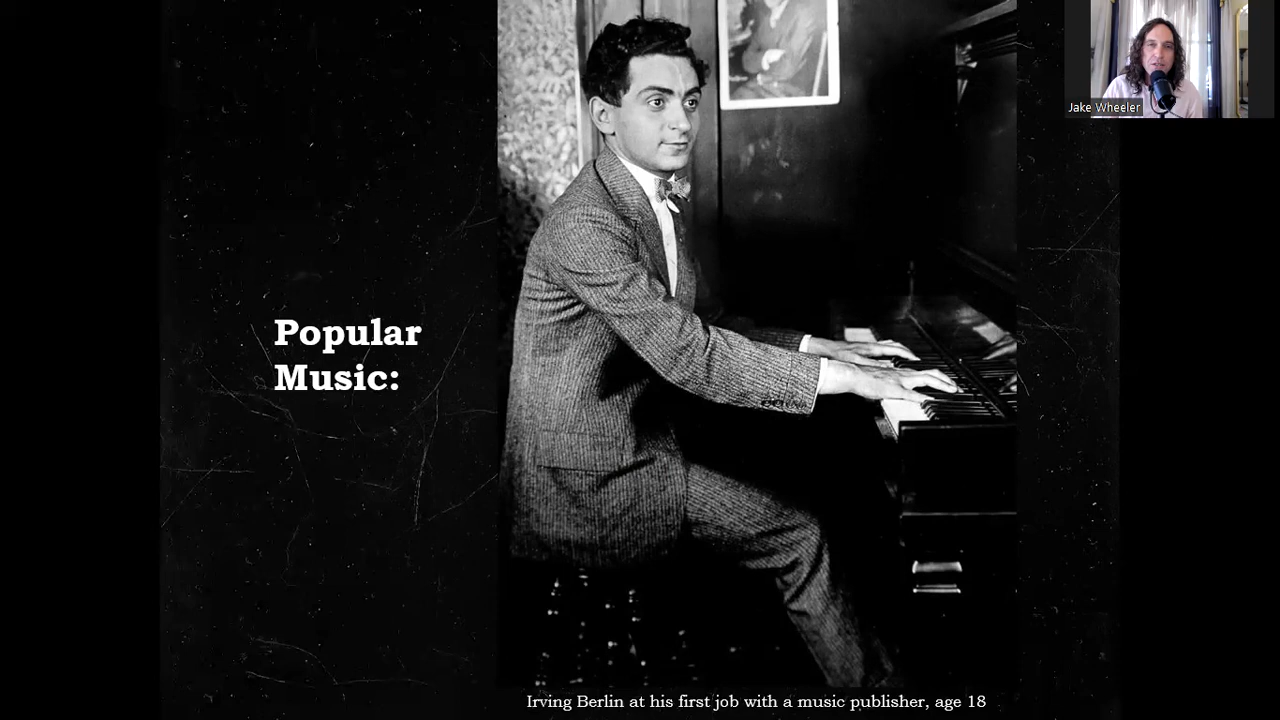 Jake Wheeler
Popular
Music:
Irving Berlin at his first job with a music publisher, age 18